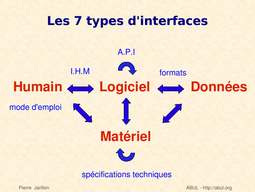 Les 7 types d'interfaces
A.P.I
I.H.M
formats
Humain
Logiciel
Données
mode d'emploi
Matériel
spécifications techniques
Pierre Jarillon
ABUL - http://abul.org